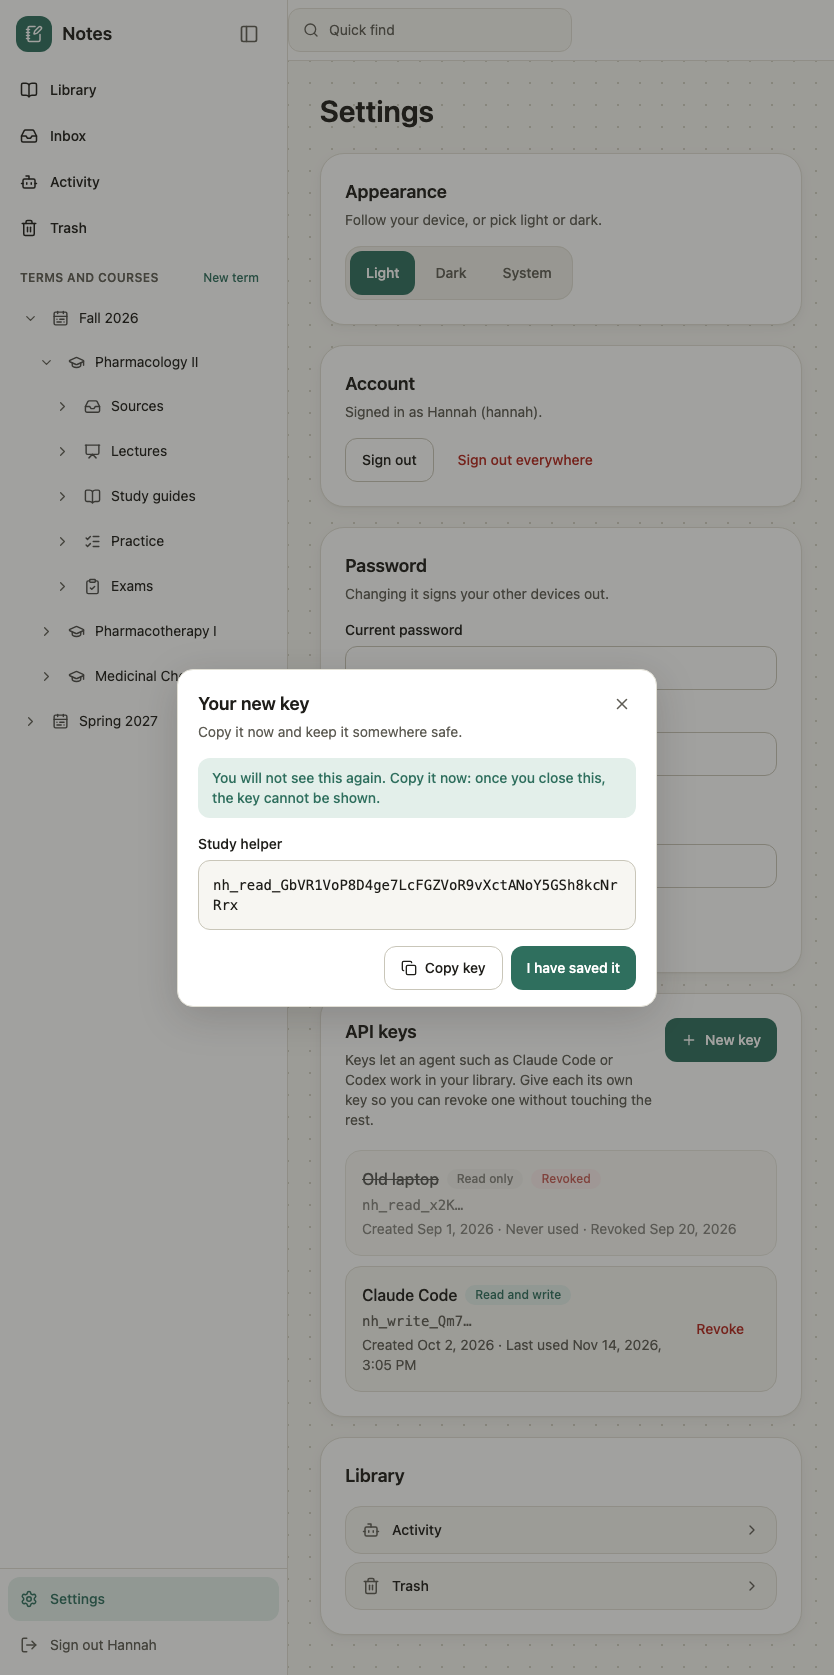 Notes
Quick find
Library
Inbox
Activity
Trash
TERMS AND COURSES
New term
Fall 2026
Pharmacology II
Sources
Lectures
Study guides
Practice
Exams
Pharmacotherapy I
Medicinal
Spring 2027
Settings
Sign out Hannah
Settings
Appearance
Follow your device, or pick light or dark.
Light Dark System
Account
Signed in as Hannah (hannah).
Sign out Sign out everywhere
Password
Changing it signs your other devices out.
Current password
Your new key
Copy it now and keep it somewhere safe.
You will not see this again. Copy it now: once you close this,
the key cannot be shown.
Study helper
nh_read_GbVR1VoP8D4ge7LcFGZVoR9vXctANoY5GSh8kcNr
Rrx
Copy key I have saved it
API keys
New key
Keys let an agent such as Claude Code or
Codex work in your library. Give each its own
key so you can revoke one without touching the
rest.
Old laptop Read only Revoked
nh_read_x2K…
Created Sep 1, 2026 · Never used · Revoked Sep 20, 2026
Claude Code Read and write
nh_write_Qm7…
Created Oct 2, 2026 · Last used Nov 14, 2026,
3:05 PM
Revoke
Library
Activity
Trash